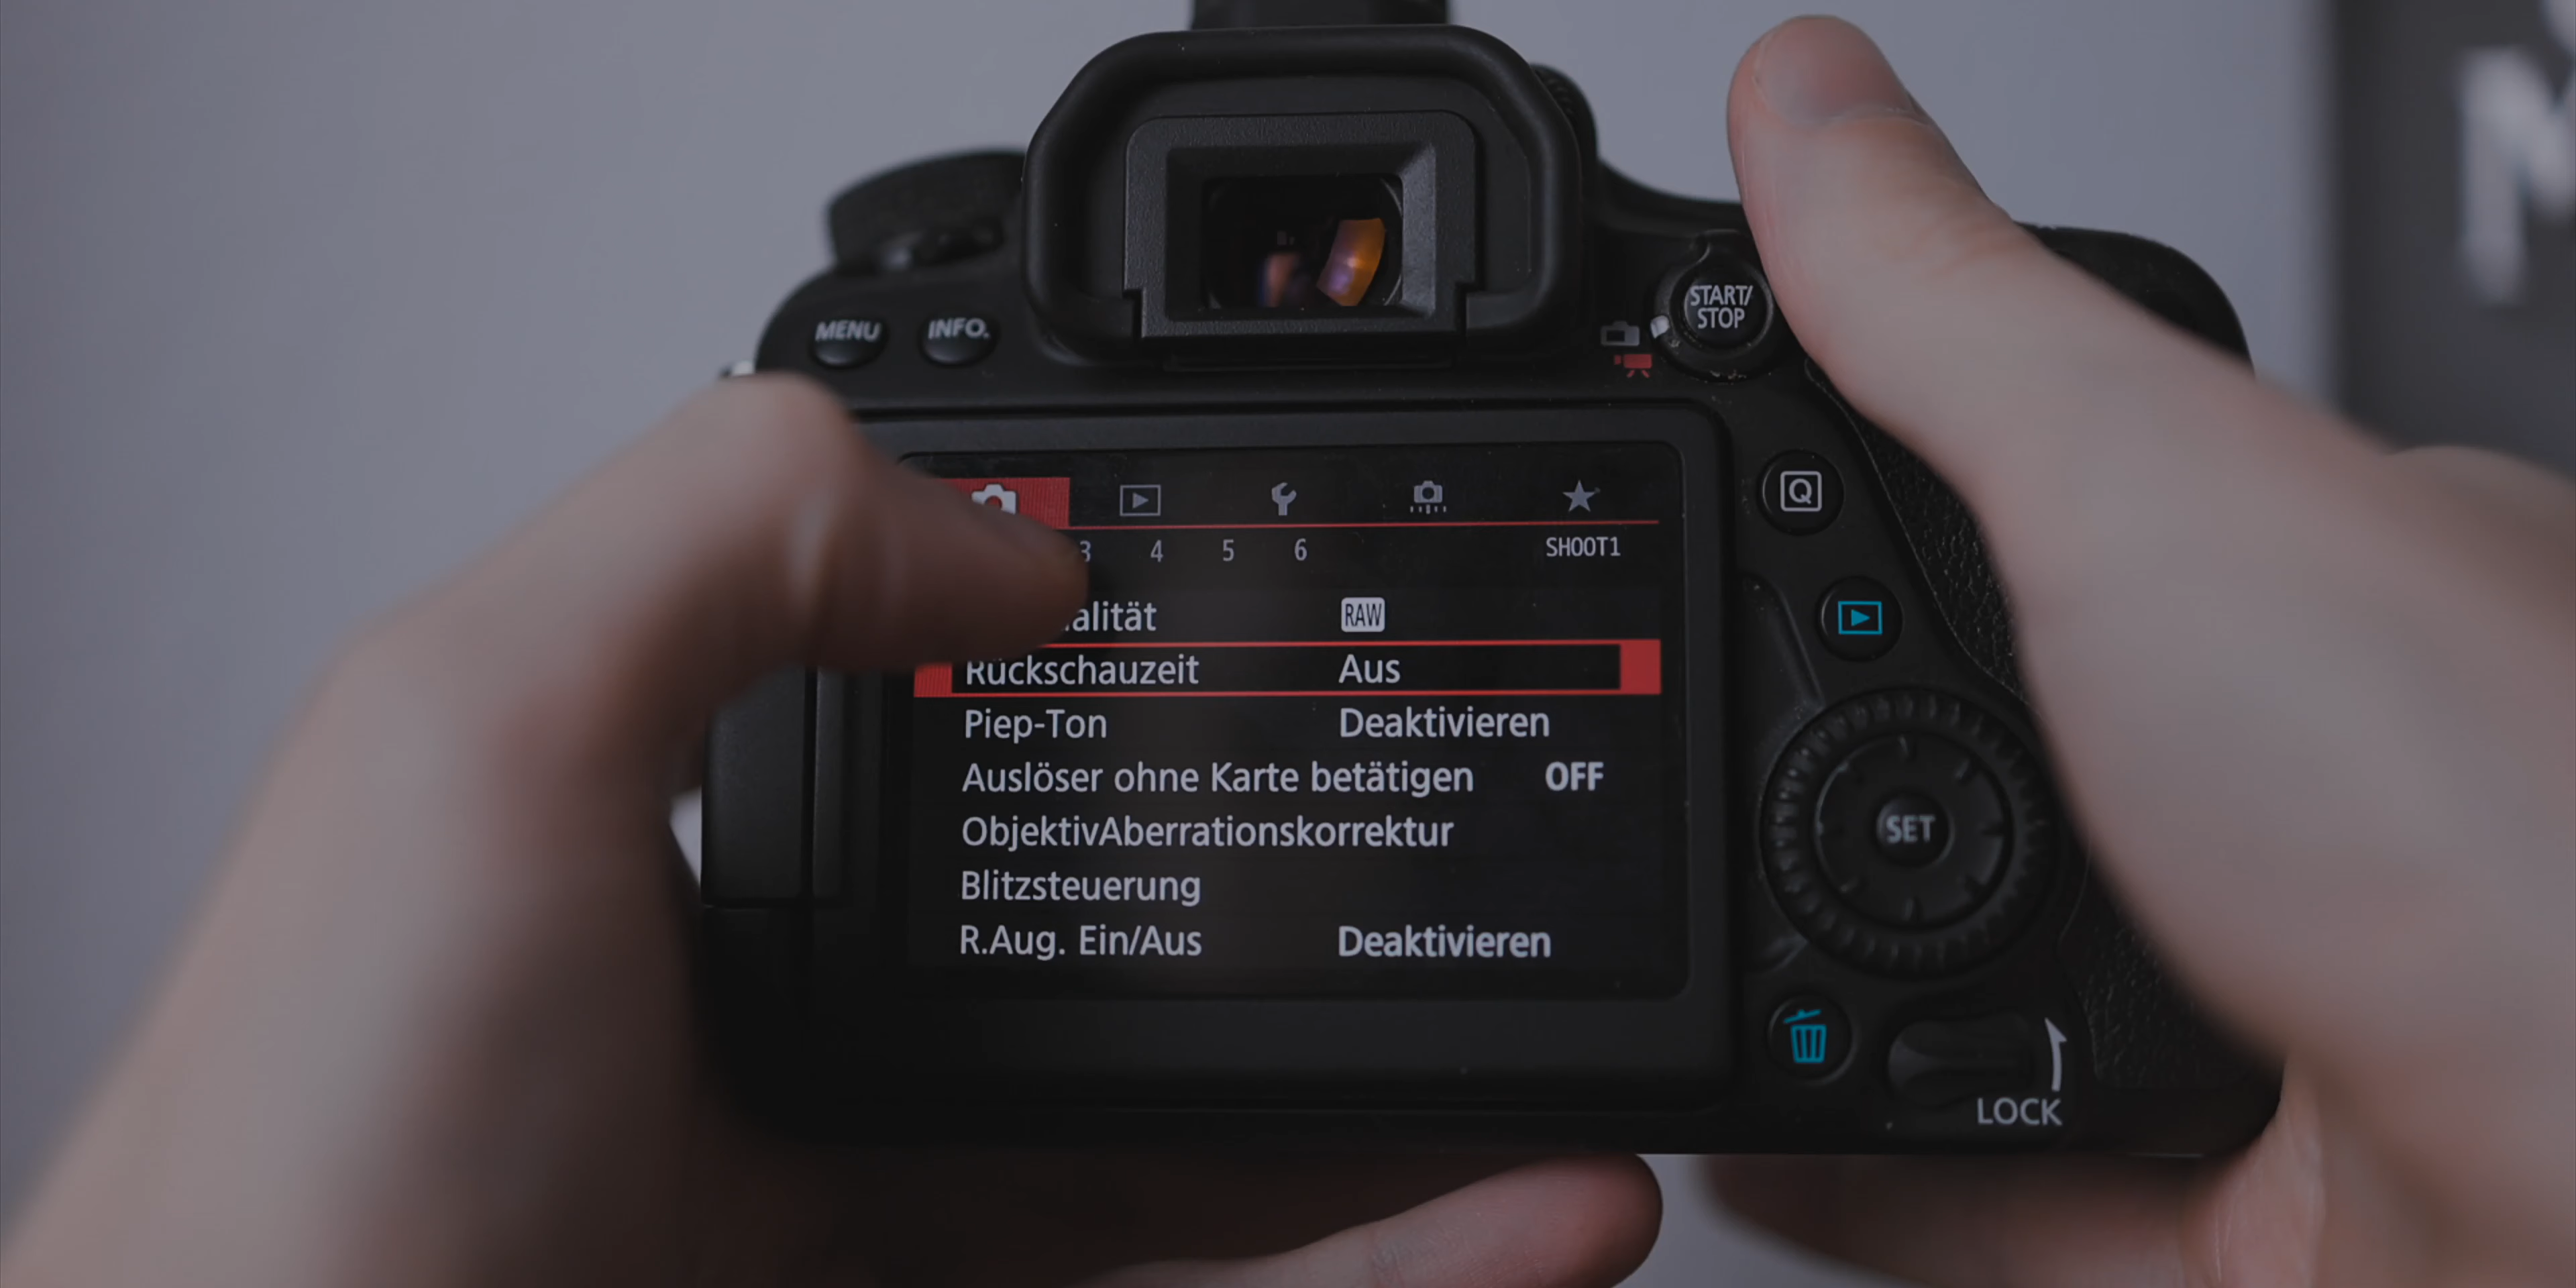 MENU INFO.
START/
STOP
Q
3 4 5 6 SHOOT1
RAW
Rückschauzeit Aus
Piep-Ton Deaktivieren
Auslöser ohne Karte betätigen OFF
ObjektivAberrationskorrektur
Blitzsteuerung
R.Aug. Ein/Aus Deaktivieren
SET
LOCK